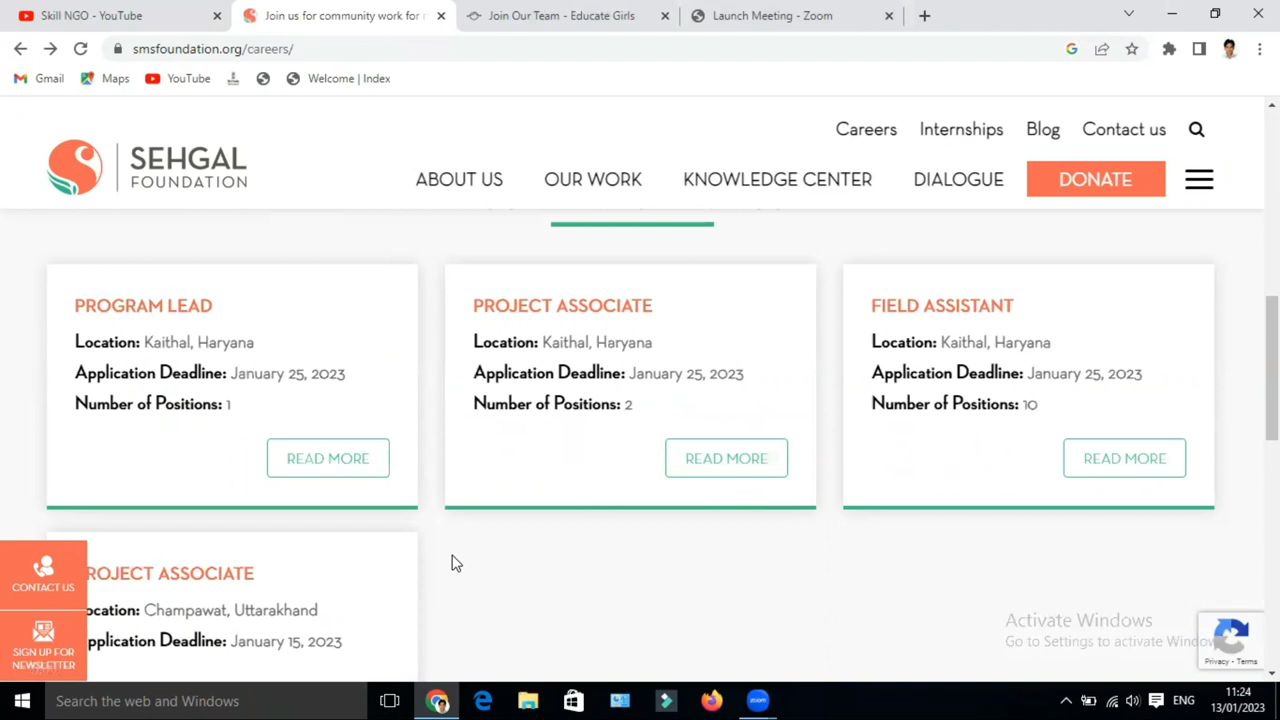 Skill NGO - YouTube
Join us for community work for m
Join Our Team - Educate Girls
Launch Meeting - Zoom
smsfoundation.org/careers/
Gmail
Maps
YouTube
Welcome | Index
Careers
Internships
Blog
Contact us
SEHGAL
FOUNDATION
ABOUT US
OUR WORK
KNOWLEDGE CENTER
DIALOGUE
DONATE
PROGRAM LEAD
Location: Kaithal, Haryana
Application Deadline: January 25, 2023
Number of Positions: 1
READ MORE
PROJECT ASSOCIATE
Location: Kaithal, Haryana
Application Deadline: January 25, 2023
Number of Positions: 2
READ MORE
FIELD ASSISTANT
Location: Kaithal, Haryana
Application Deadline: January 25, 2023
Number of Positions: 10
READ MORE
ROJECT ASSOCIATE
ocation: Champawat, Uttarakhand
pplication Deadline: January 15, 2023
CONTACT US
SIGN UP FOR
NEWSLETTER
Activate Windows
Go to Settings to activate Window
Privacy - Terms
Search the web and Windows
ENG
11:24
13/01/2023